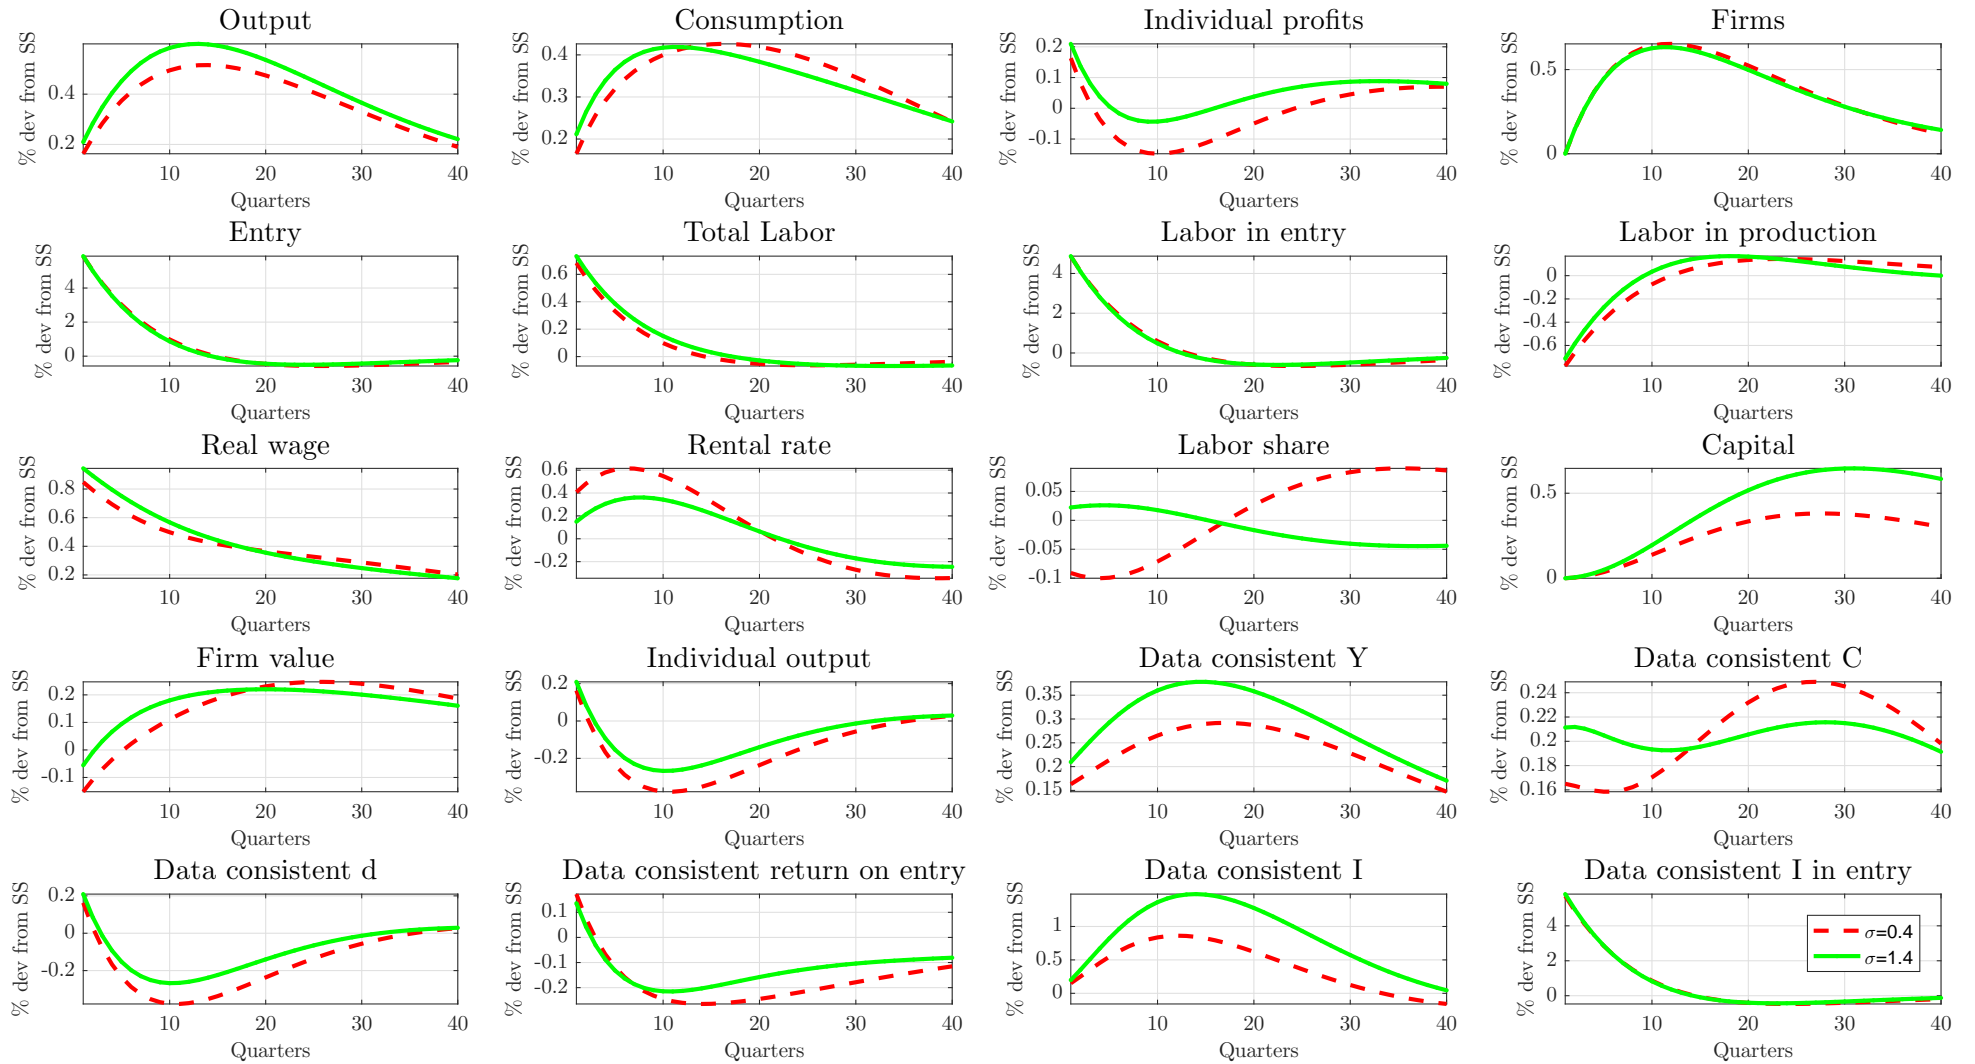 Output
% dev from SS
0.4
0.2
10 20 30 40
Quarters
Consumption
% dev from SS
0.4
0.3
0.2
10 20 30 40
Quarters
Individual profits
% dev from SS
0.2
0.1
0
-0.1
10 20 30 40
Quarters
Firms
% dev from SS
0.5
0
10 20 30 40
Quarters
Entry
% dev from SS
4
2
0
10 20 30 40
Quarters
Total Labor
% dev from SS
0.6
0.4
0.2
0
10 20 30 40
Quarters
Labor in entry
% dev from SS
4
2
0
10 20 30 40
Quarters
Labor in production
% dev from SS
0
-0.2
-0.4
-0.6
10 20 30 40
Quarters
Real wage
% dev from SS
0.8
0.6
0.4
0.2
10 20 30 40
Quarters
Rental rate
% dev from SS
0.6
0.4
0.2
0
-0.2
10 20 30 40
Quarters
Labor share
% dev from SS
0.05
0
-0.05
-0.1
10 20 30 40
Quarters
Capital
% dev from SS
0.5
0
10 20 30 40
Quarters
Firm value
% dev from SS
0.2
0.1
0
-0.1
10 20 30 40
Quarters
Individual output
% dev from SS
0.2
0
-0.2
10 20 30 40
Quarters
Data consistent Y
% dev from SS
0.35
0.3
0.25
0.2
0.15
10 20 30 40
Quarters
Data consistent C
% dev from SS
0.24
0.22
0.2
0.18
0.16
10 20 30 40
Quarters
Data consistent d
% dev from SS
0.2
0
-0.2
10 20 30 40
Quarters
Data consistent return on entry
% dev from SS
0.1
0
-0.1
-0.2
10 20 30 40
Quarters
Data consistent I
% dev from SS
1
0.5
0
10 20 30 40
Quarters
Data consistent I in entry
% dev from SS
4
2
0
10 20 30 40
Quarters
σ=0.4
σ=1.4